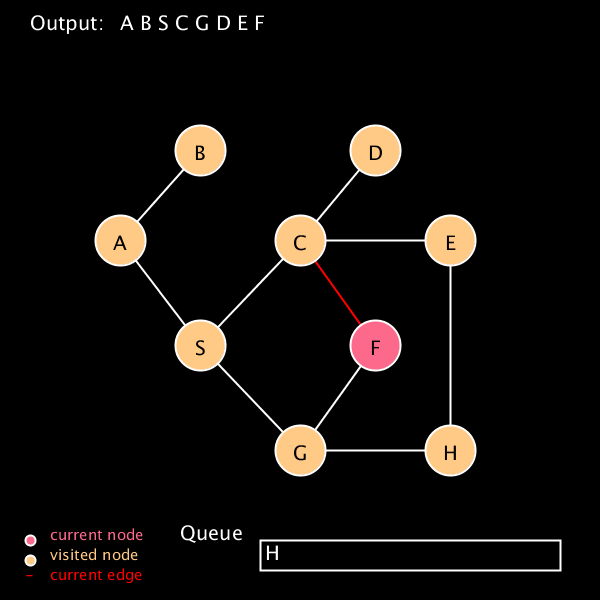 Output: A B S C G D E F
B
D
A
C
E
S
F
G
H
current node
visited node
current edge
Queue
H